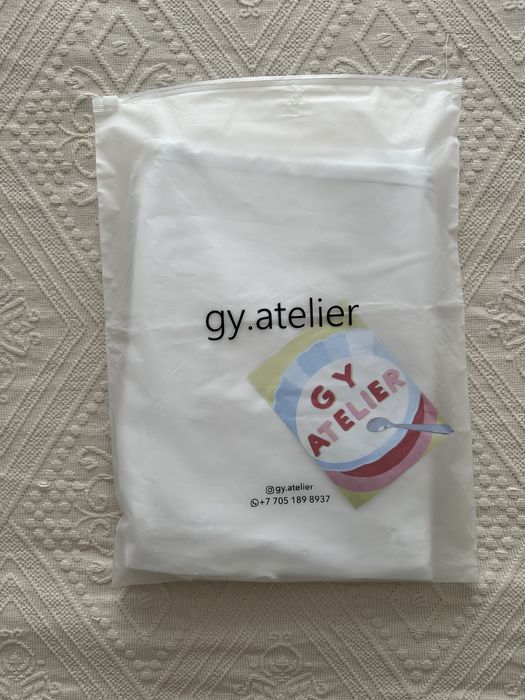 gy.atelier
GY
ATELIER
gy.atelier
+7 705 189 8937